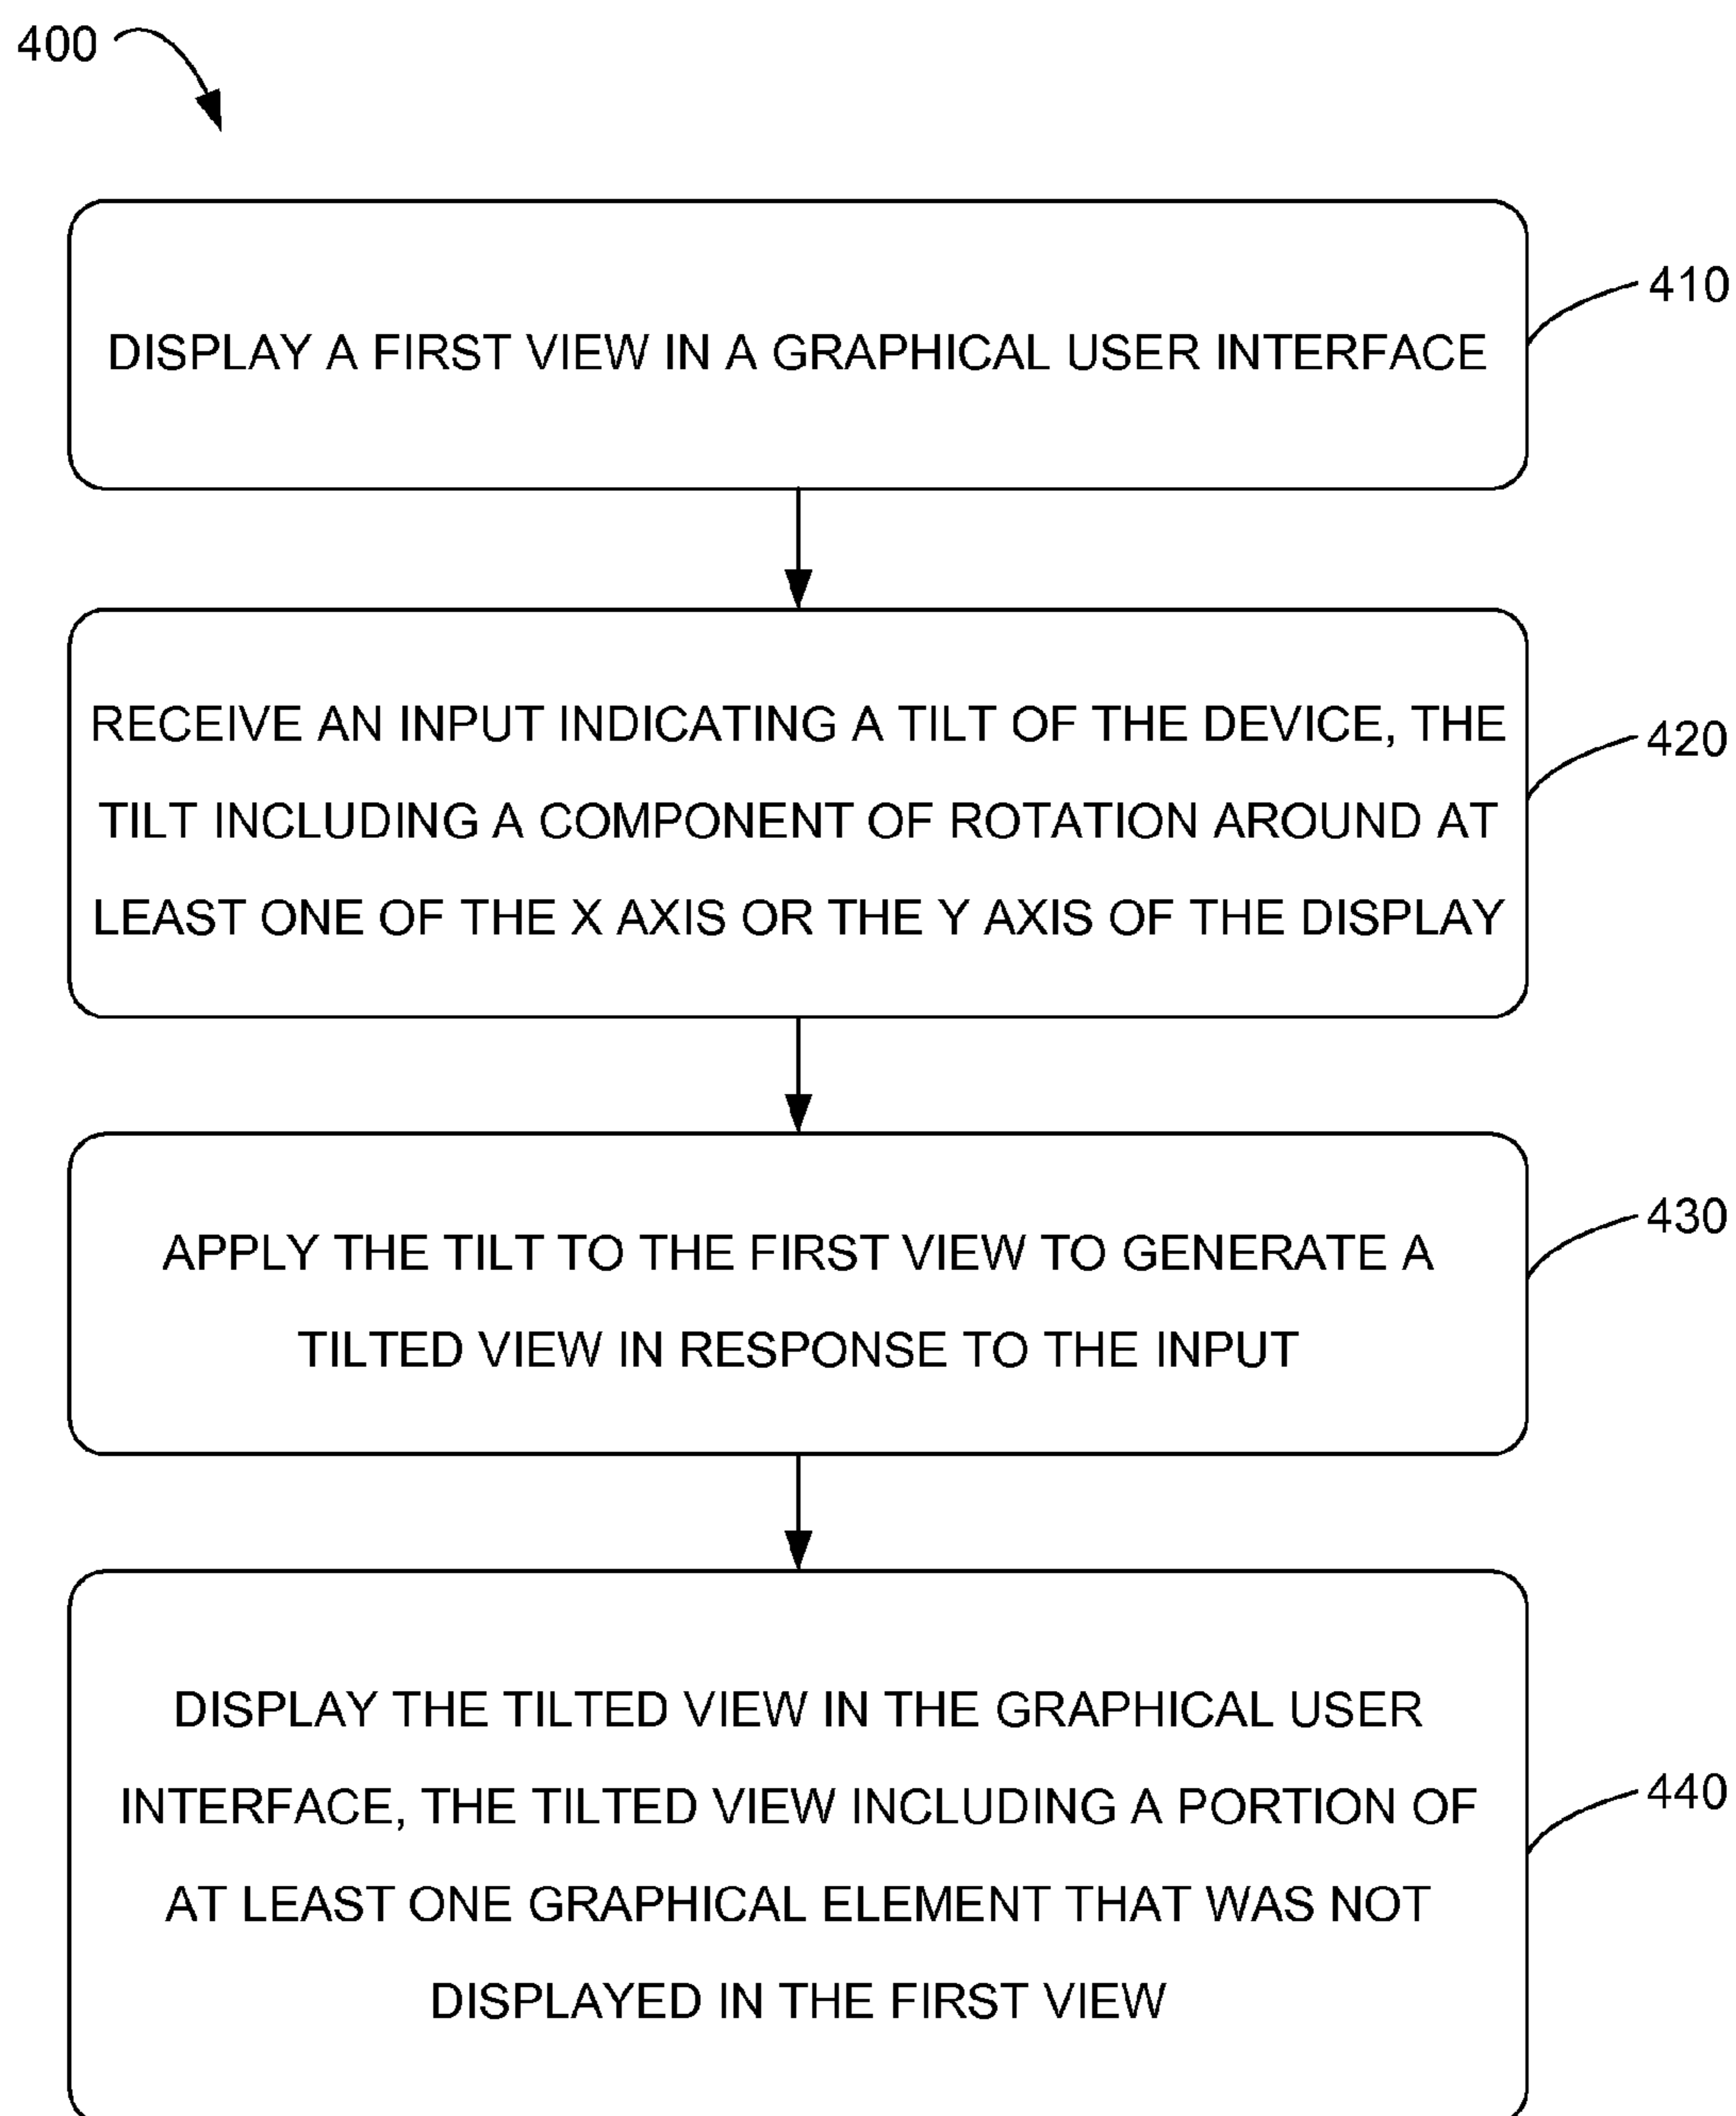 400
DISPLAY A FIRST VIEW IN A GRAPHICAL USER INTERFACE
410
RECEIVE AN INPUT INDICATING A TILT OF THE DEVICE, THE
TILT INCLUDING A COMPONENT OF ROTATION AROUND AT
LEAST ONE OF THE X AXIS OR THE Y AXIS OF THE DISPLAY
420
APPLY THE TILT TO THE FIRST VIEW TO GENERATE A
TILTED VIEW IN RESPONSE TO THE INPUT
430
DISPLAY THE TILTED VIEW IN THE GRAPHICAL USER
INTERFACE, THE TILTED VIEW INCLUDING A PORTION OF
AT LEAST ONE GRAPHICAL ELEMENT THAT WAS NOT
DISPLAYED IN THE FIRST VIEW
440